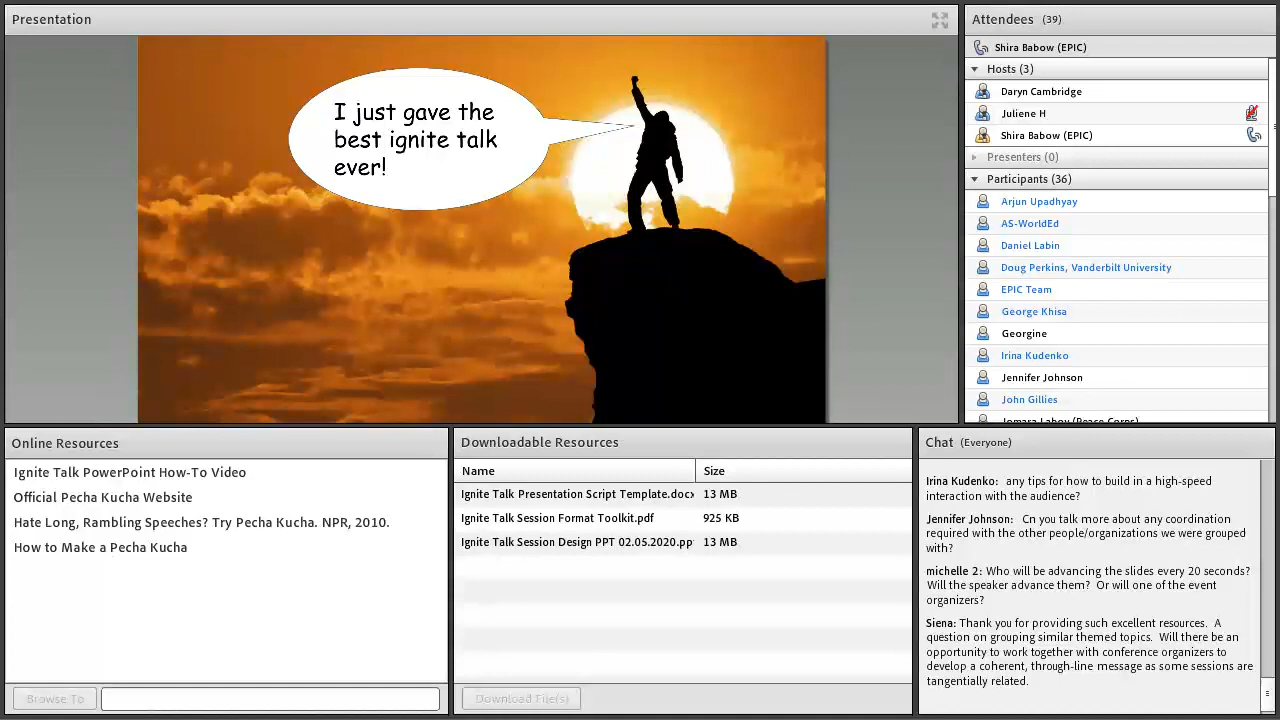 Presentation
I just gave the
best ignite talk
ever!
Attendees (39)
Shira Babow (EPIC)
Hosts (3)
Daryn Cambridge
Juliene H
Shira Babow (EPIC)
Presenters (0)
Participants (36)
Arjun Upadhyay
AS-WorldEd
Daniel Labin
Doug Perkins, Vanderbilt University
EPIC Team
George Khisa
Georgine
Irina Kudenko
Jennifer Johnson
John Gillies
Online Resources
Ignite Talk PowerPoint How-To Video
Official Pecha Kucha Website
Hate Long, Rambling Speeches? Try Pecha Kucha. NPR, 2010.
How to Make a Pecha Kucha
Browse To
Downloadable Resources
Name Size
Ignite Talk Presentation Script Template.docx 13 MB
Ignite Talk Session Format Toolkit.pdf 925 KB
Ignite Talk Session Design PPT 02.05.2020.pp 13 MB
Download File(s)
Chat (Everyone)
Irina Kudenko: any tips for how to build in a high-speed
interaction with the audience?
Jennifer Johnson: Cn you talk more about any coordination
required with the other people/organizations we were grouped
with?
michelle 2: Who will be advancing the slides every 20 seconds?
Will the speaker advance them? Or will one of the event
organizers?
Siena: Thank you for providing such excellent resources. A
question on grouping similar themed topics. Will there be an
opportunity to work together with conference organizers to
develop a coherent, through-line message as some sessions are
tangentially related.